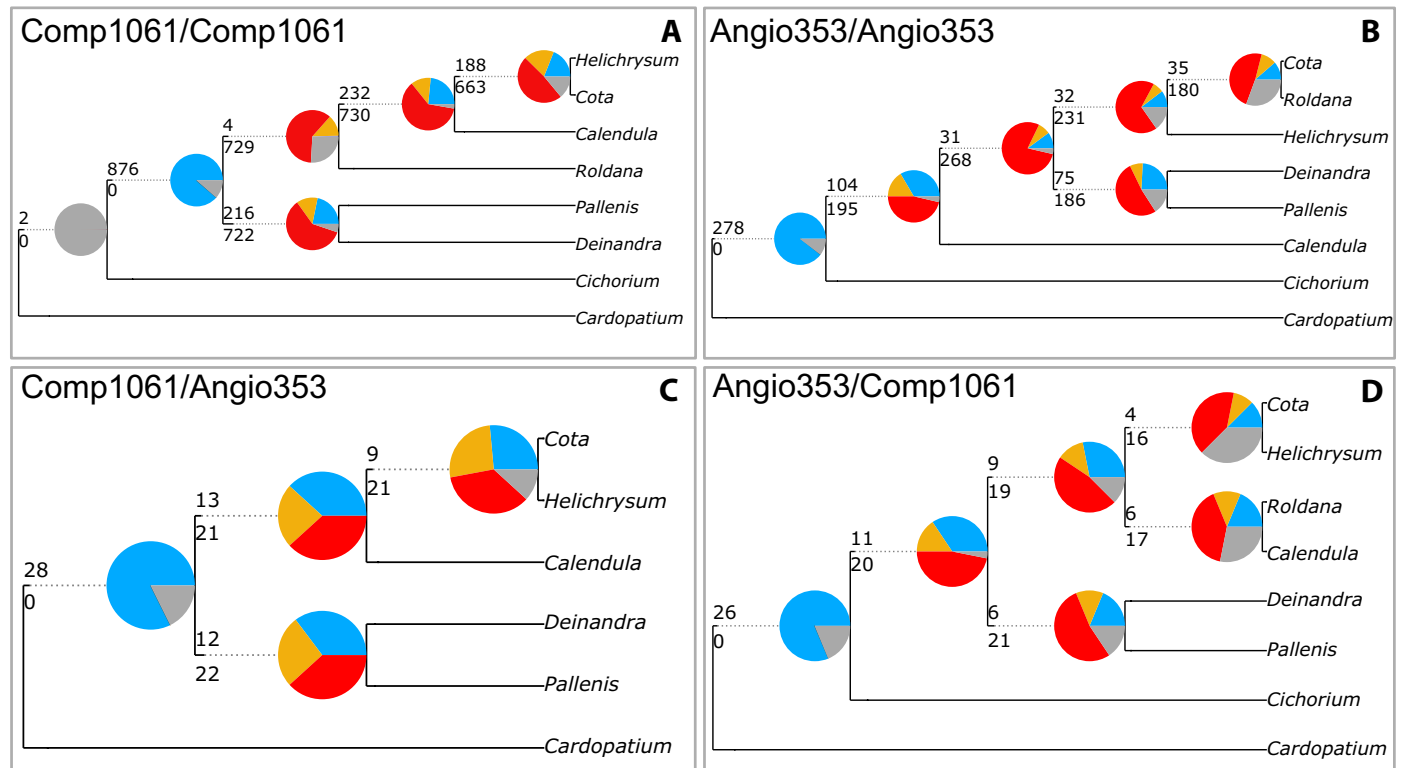 Comp1061/Comp1061
A
188
663
Helichrysum
Cota
232
730
Calendula
4
729
Roldana
876
0
216
722
Pallenis
Deinandra
2
0
Cichorium
Cardopatium
Angio353/Angio353
B
35
180
Cota
Roldana
32
231
Helichrysum
31
268
75
186
Deinandra
Pallenis
104
195
Calendula
278
0
Cichorium
Cardopatium
Comp1061/Angio353
C
9
21
Cota
Helichrysum
13
21
Calendula
28
0
12
22
Deinandra
Pallenis
Cardopatium
Angio353/Comp1061
D
4
16
Cota
Helichrysum
9
19
6
17
Roldana
Calendula
11
20
6
21
Deinandra
Pallenis
26
0
Cichorium
Cardopatium